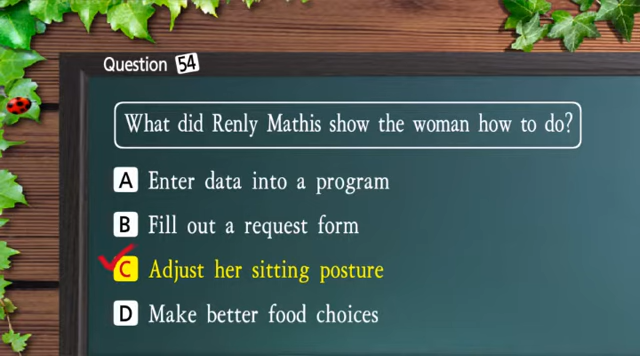 Question 54
What did Renly Mathis show the woman how to do?
A Enter data into a program
B Fill out a request form
C Adjust her sitting posture
D Make better food choices